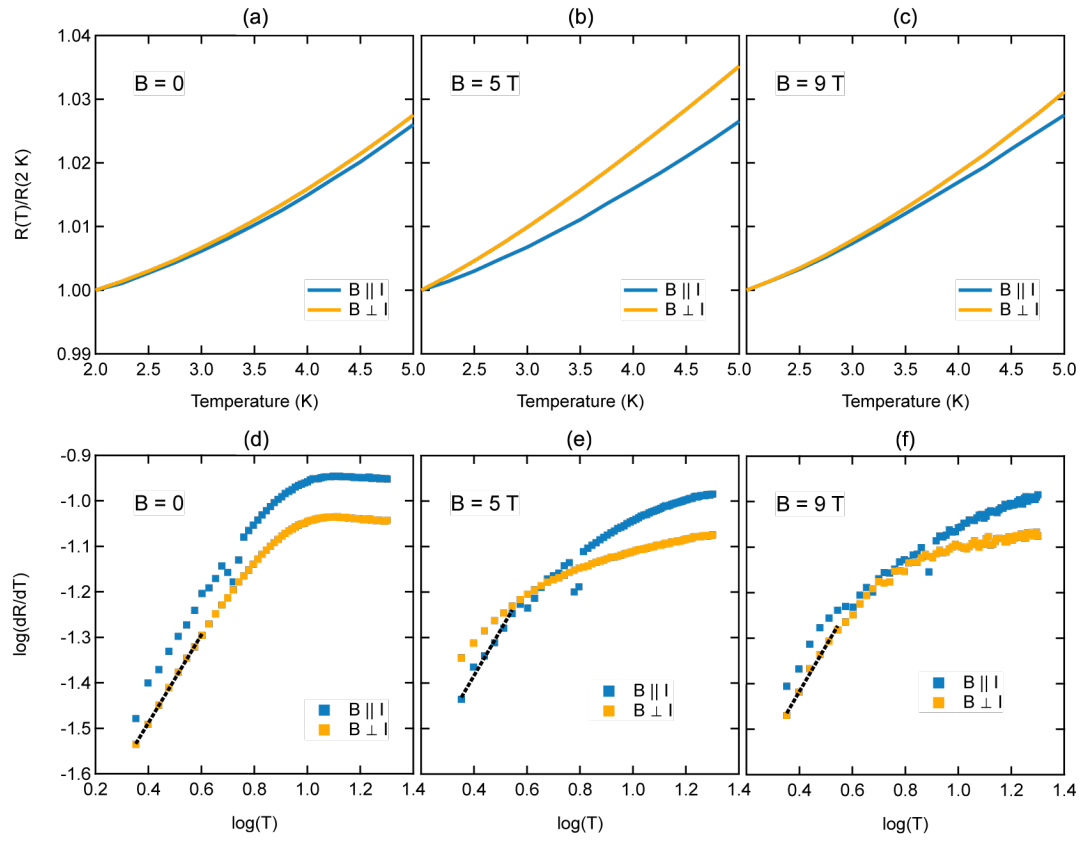 (a)
(b)
(c)
1.04
1.03
1.02
1.01
1.00
0.99
R(T)/R(2 K)
B = 0
B = 5 T
B = 9 T
B || I
B ⊥ I
B || I
B ⊥ I
B || I
B ⊥ I
2.0 2.5 3.0 3.5 4.0 4.5 5.0
2.0 2.5 3.0 3.5 4.0 4.5 5.0
2.0 2.5 3.0 3.5 4.0 4.5 5.0
Temperature (K)
Temperature (K)
Temperature (K)
(d)
(e)
(f)
-0.9
-1.0
-1.1
-1.2
-1.3
-1.4
-1.5
-1.6
log(dR/dT)
B = 0
B = 5 T
B = 9 T
B || I
B ⊥ I
B || I
B ⊥ I
B || I
B ⊥ I
0.2 0.4 0.6 0.8 1.0 1.2 1.4
0.4 0.6 0.8 1.0 1.2 1.4
0.4 0.6 0.8 1.0 1.2 1.4
log(T)
log(T)
log(T)